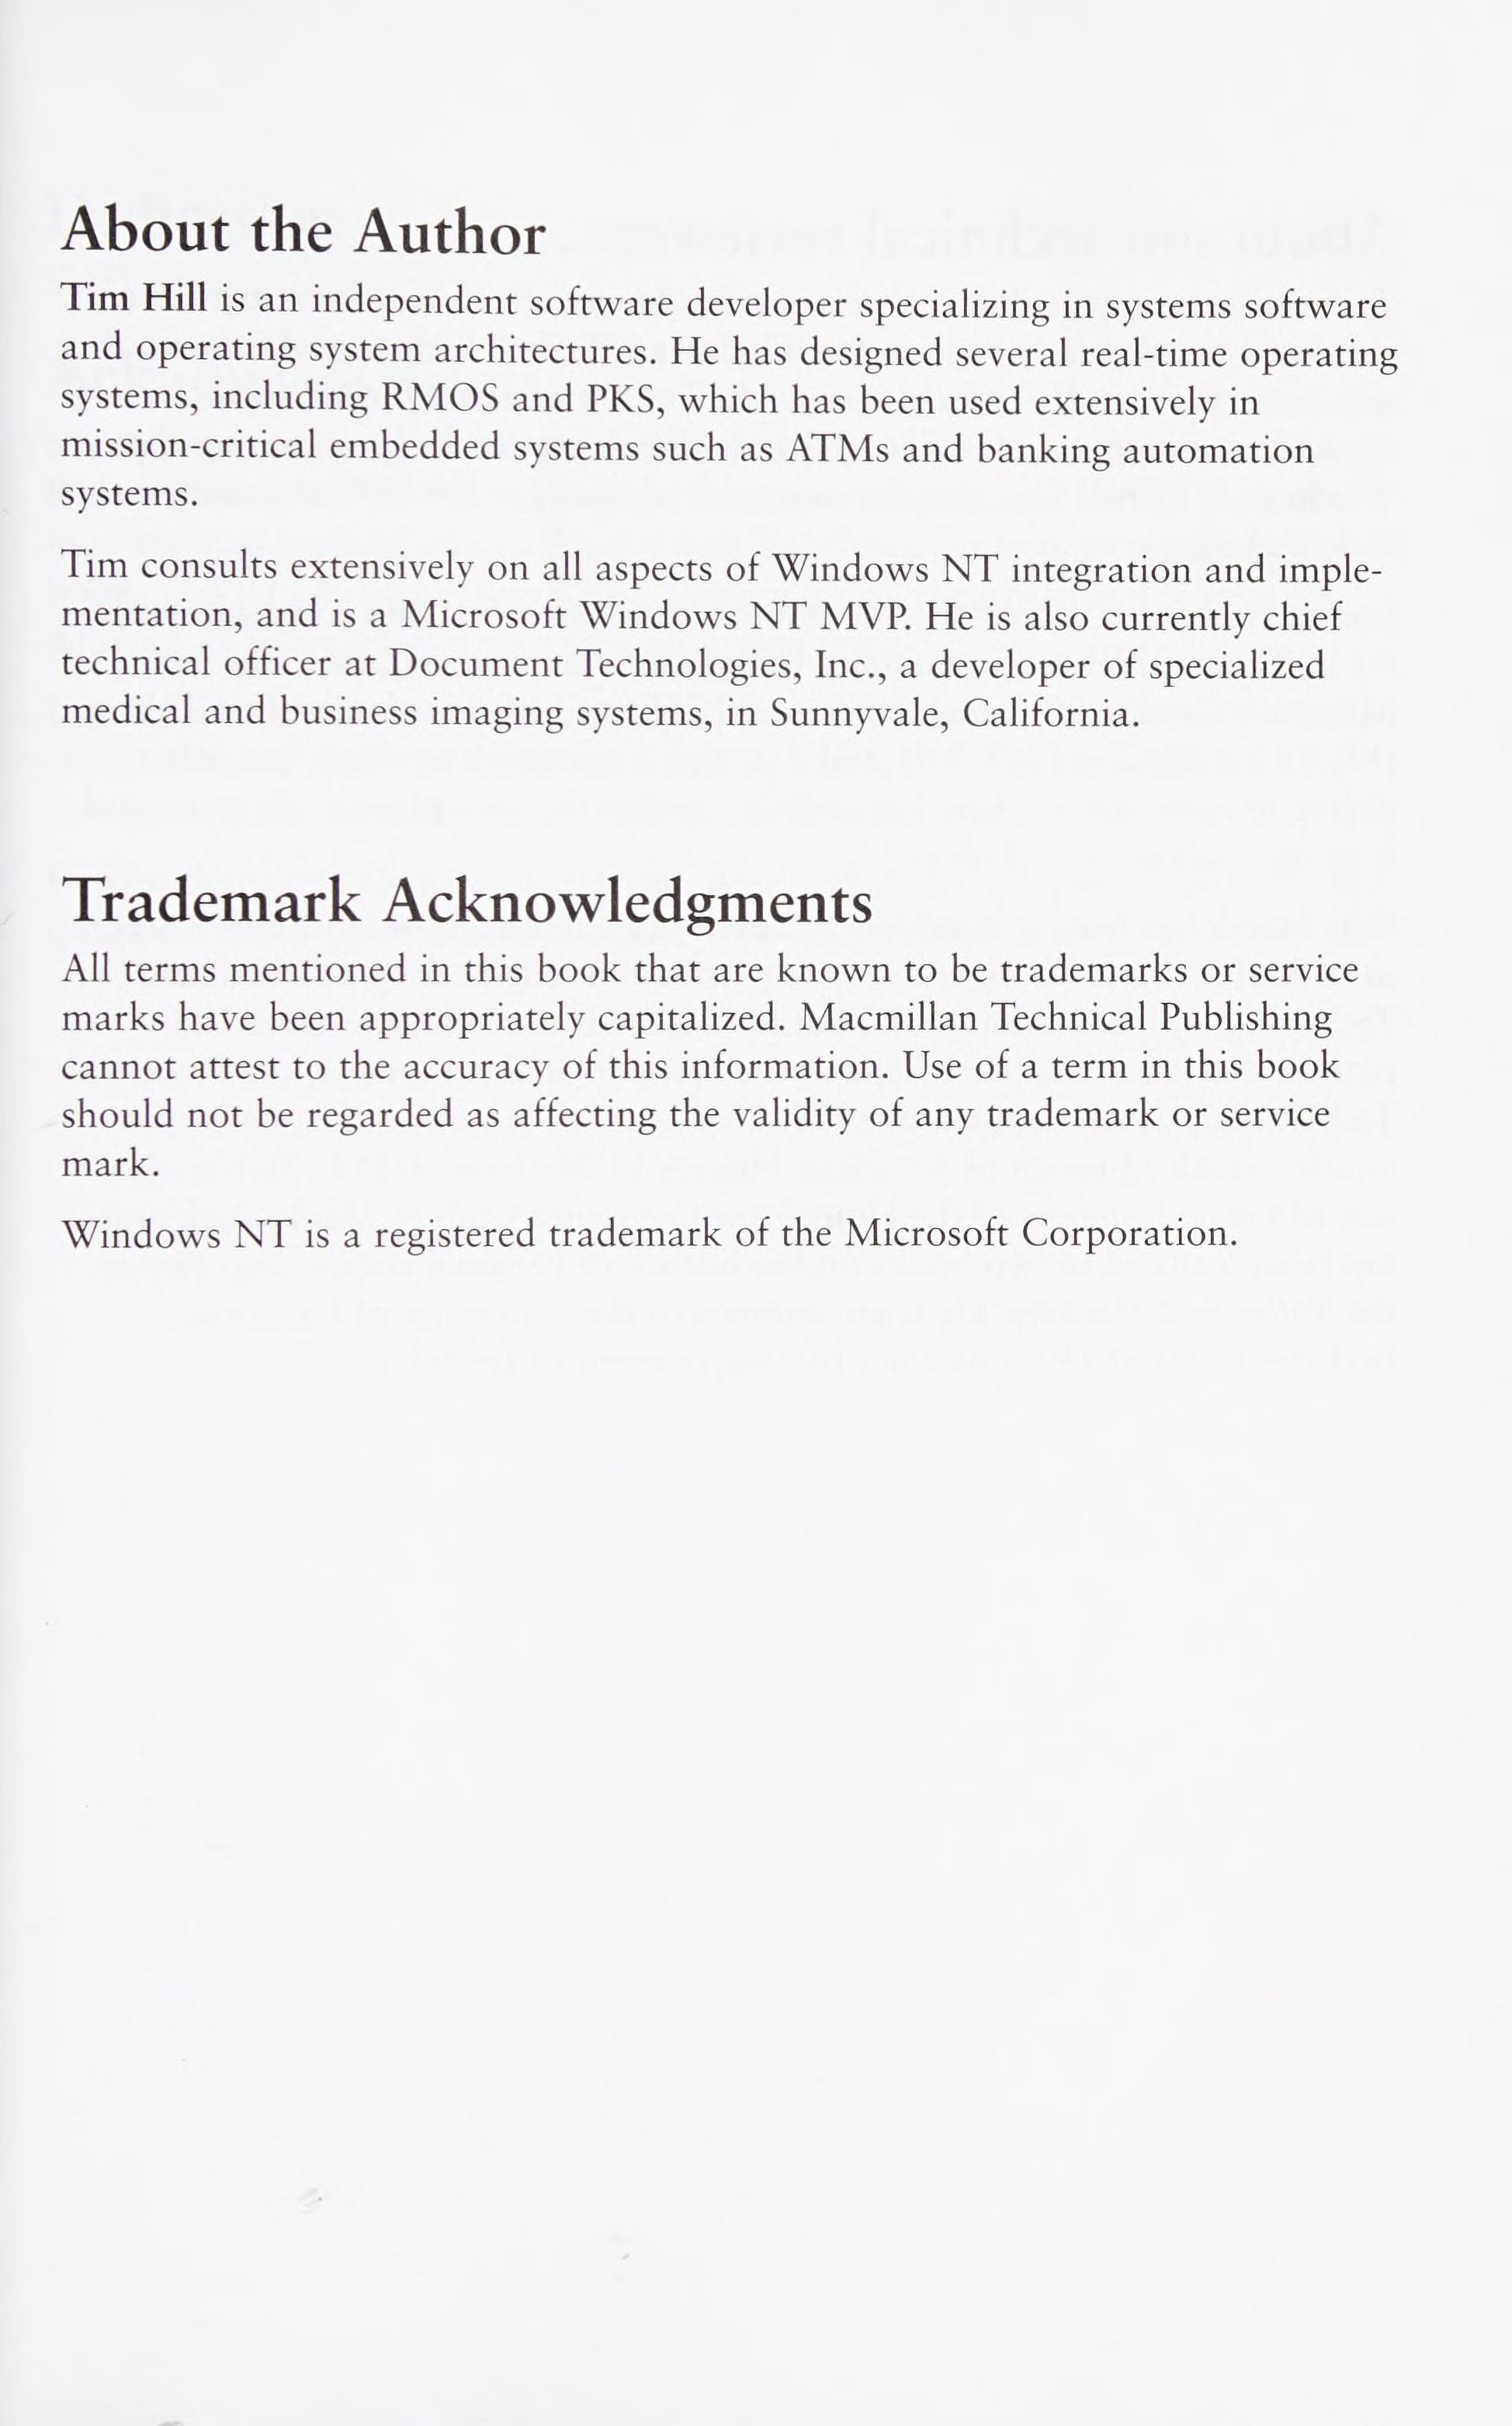 About the Author
Tim Hill is an independent software developer specializing in systems software
and operating system architectures. He has designed several real-time operating
systems, including RMOS and PKS, which has been used extensively in
mission-critical embedded systems such as ATMs and banking automation
systems.
Tim consults extensively on all aspects of Windows NT integration and imple-
mentation, and is a Microsoft Windows NT MVP. He is also currently chief
technical officer at Document Technologies, Inc., a developer of specialized
medical and business imaging systems, in Sunnyvale, California.
Trademark Acknowledgments
All terms mentioned in this book that are known to be trademarks or service
marks have been appropriately capitalized. Macmillan Technical Publishing
cannot attest to the accuracy of this information. Use of a term in this book
should not be regarded as affecting the validity of any trademark or service
mark.
Windows NT is a registered trademark of the Microsoft Corporation.